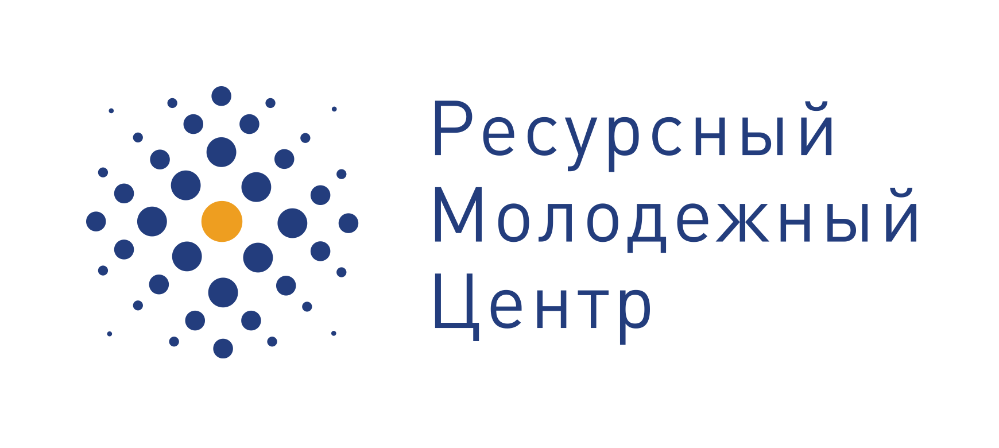 Ресурсный
Молодежный
Центр